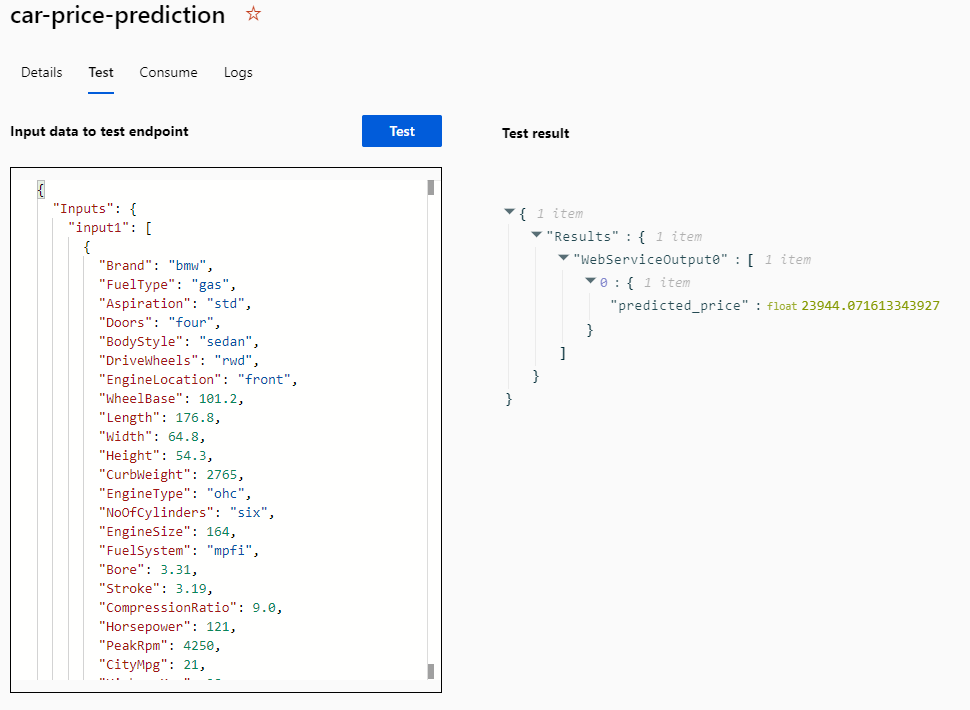 car-price-prediction
Details Test Consume Logs
Input data to test endpoint
Test
{
"Inputs": {
"input1": [
{
"Brand": "bmw",
"FuelType": "gas",
"Aspiration": "std",
"Doors": "four",
"BodyStyle": "sedan",
"DriveWheels": "rwd",
"EngineLocation": "front",
"WheelBase": 101.2,
"Length": 176.8,
"Width": 64.8,
"Height": 54.3,
"CurbWeight": 2765,
"EngineType": "ohc",
"NoOfCylinders": "six",
"EngineSize": 164,
"FuelSystem": "mpfi",
"Bore": 3.31,
"Stroke": 3.19,
"CompressionRatio": 9.0,
"Horsepower": 121,
"PeakRpm": 4250,
"CityMpg": 21,
Test result
{ 1 item
"Results" : { 1 item
"WebServiceOutput0" : [ 1 item
0 : { 1 item
"predicted_price" : float 23944.071613343927
}
]
}
}